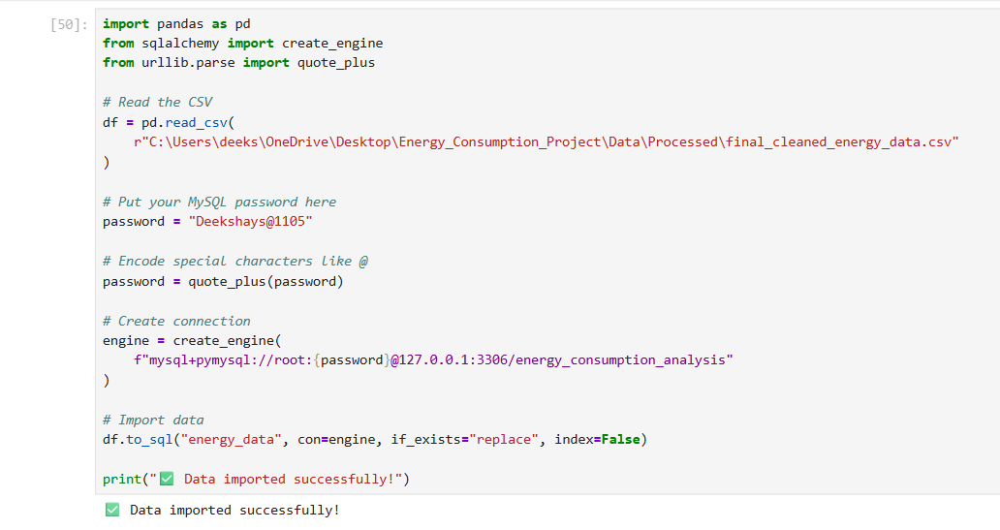 [50]: import pandas as pd
from sqlalchemy import create_engine
from urllib.parse import quote_plus
# Read the CSV
df = pd.read_csv(
r"C:\Users\deeks\OneDrive\Desktop\Energy_Consumption_Project\Data\Processed\final_cleaned_energy_data.csv"
)
# Put your MySQL password here
password = "Deekshays@1105"
# Encode special characters like @
password = quote_plus(password)
# Create connection
engine = create_engine(
f"mysql+pymysql://root:{password}@127.0.0.1:3306/energy_consumption_analysis"
)
# Import data
df.to_sql("energy_data", con=engine, if_exists="replace", index=False)
print("✅ Data imported successfully!")
✅ Data imported successfully!